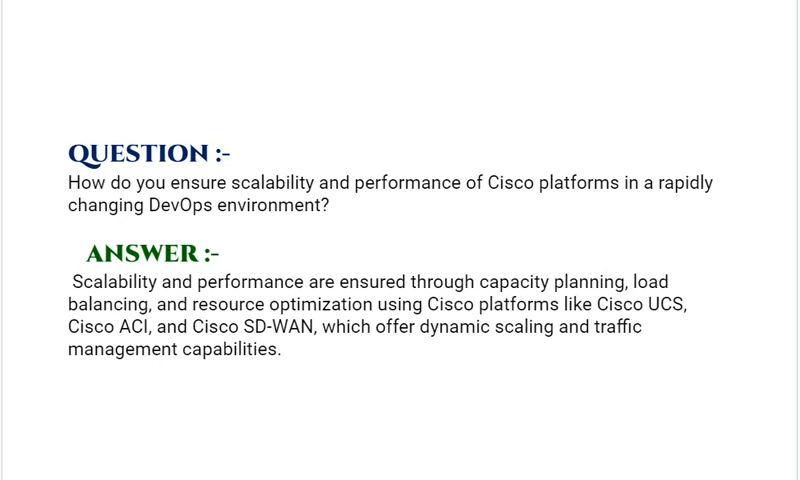 QUESTION :-
How do you ensure scalability and performance of Cisco platforms in a rapidly
changing DevOps environment?
ANSWER :-
Scalability and performance are ensured through capacity planning, load
balancing, and resource optimization using Cisco platforms like Cisco UCS,
Cisco ACI, and Cisco SD-WAN, which offer dynamic scaling and traffic
management capabilities.